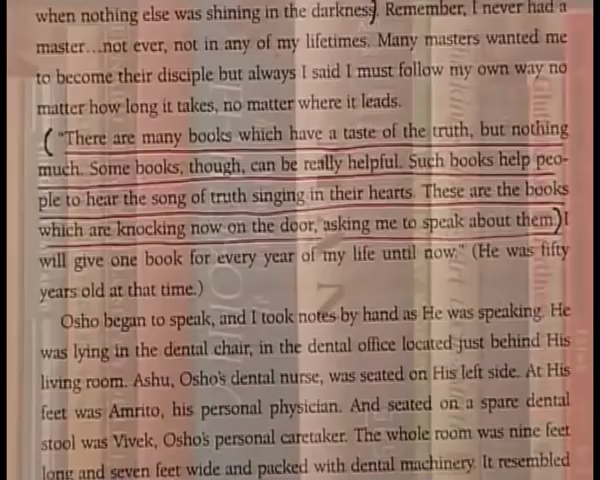 when nothing else was shining in the darkness). Remember, I never had a
master...not ever, not in any of my lifetimes. Many masters wanted me
to become their disciple but always I said I must follow my own way no
matter how long it takes, no matter where it leads.
("There are many books which have a taste of the truth, but nothing
much. Some books, though, can be really helpful. Such books help peo-
ple to hear the song of truth singing in their hearts. These are the books
which are knocking now on the door, asking me to speak about them.) I
will give one book for every year of my life until now." (He was fifty
years old at that time.)
Osho began to speak, and I took notes by hand as He was speaking. He
was lying in the dental chair, in the dental office located just behind His
living room. Ashu, Osho's dental nurse, was seated on His left side. At His
feet was Amrito, his personal physician. And seated on a spare dental
stool was Vivek, Osho's personal caretaker. The whole room was nine feet
long and seven feet wide and packed with dental machinery. It resembled